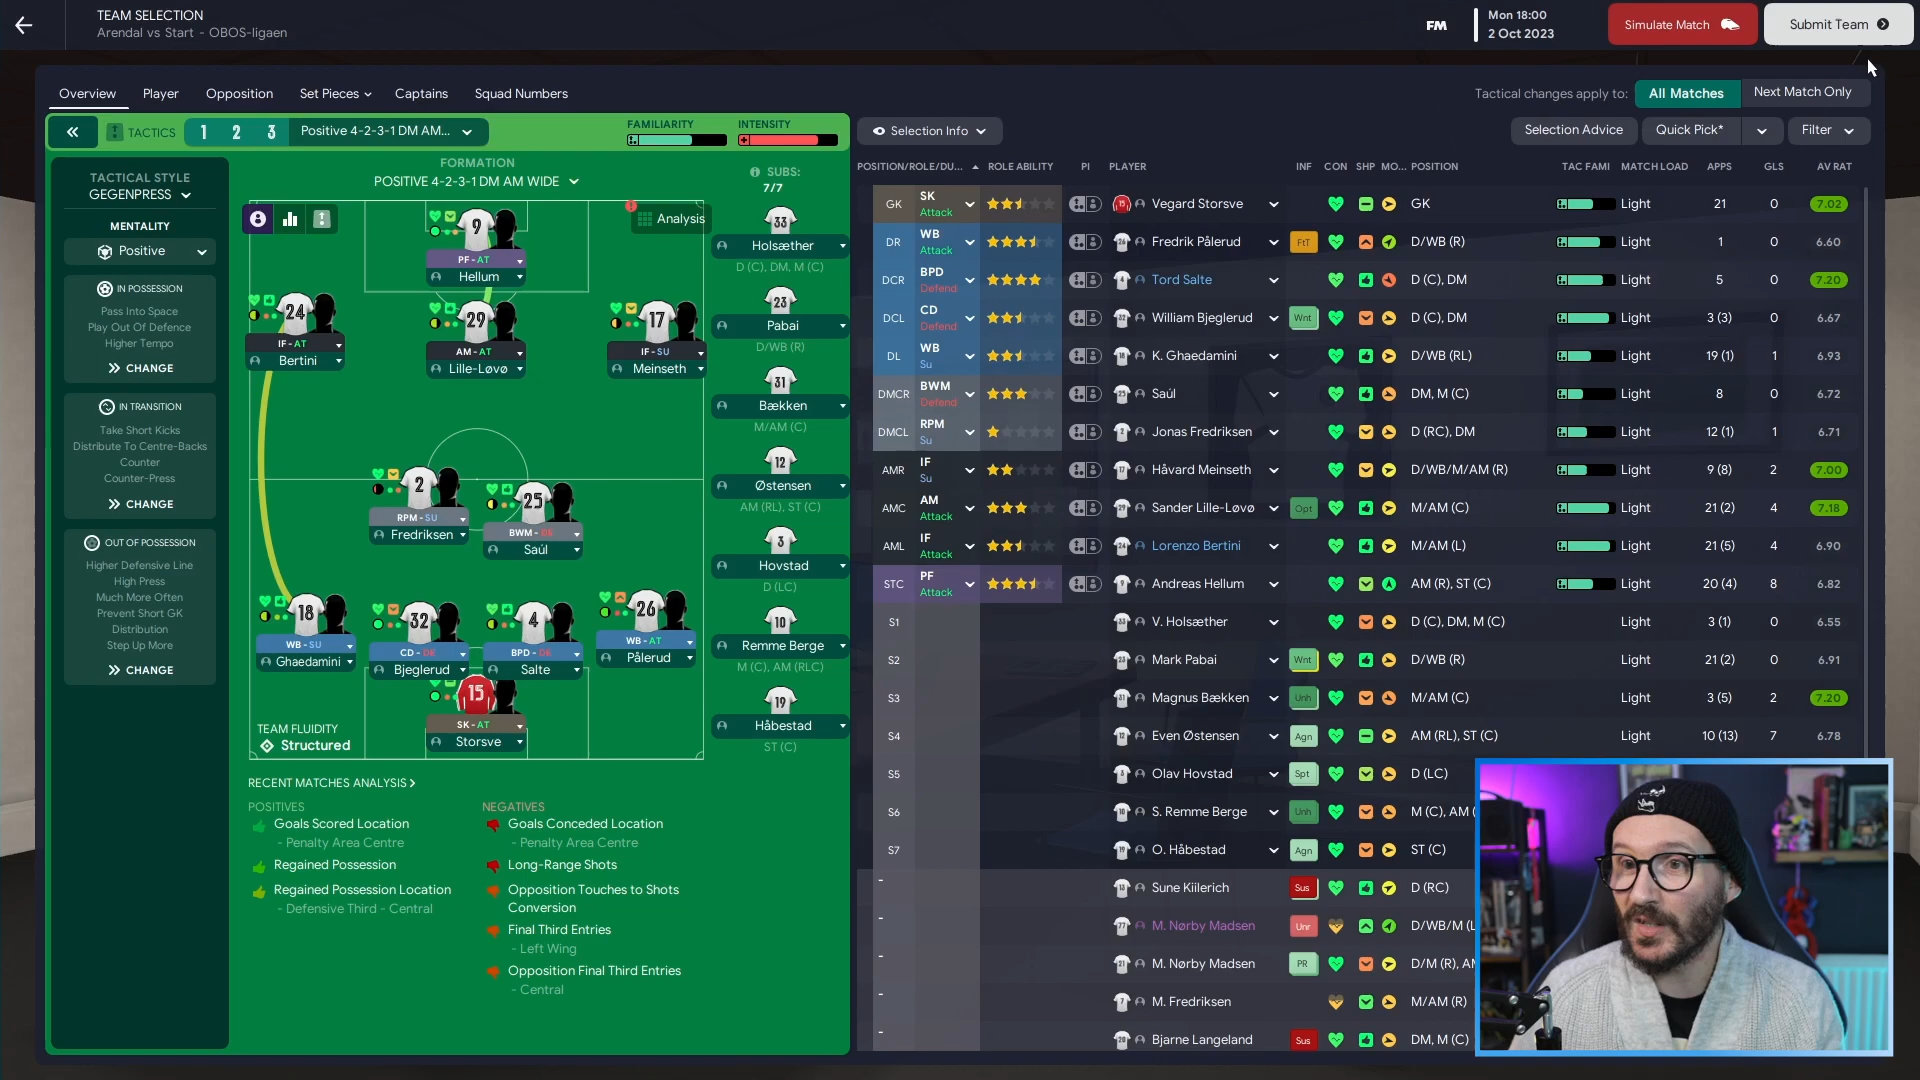 TEAM SELECTION
Arendal vs Start - OBOS-ligaen
FM
Mon 18:00
2 Oct 2023
Simulate Match
Submit Team
Overview Player Opposition Set Pieces Captains Squad Numbers
Tactical changes apply to: All Matches Next Match Only
TACTICS 1 2 3 Positive 4-2-3-1 DM AM...
FAMILIARITY INTENSITY
Selection Info
Selection Advice Quick Pick* Filter
TACTICAL STYLE
GEGENPRESS
MENTALITY
Positive
IN POSSESSION
Pass Into Space
Play Out Of Defence
Higher Tempo
CHANGE
IN TRANSITION
Take Short Kicks
Distribute To Centre-Backs
Counter
Counter-Press
CHANGE
OUT OF POSSESSION
Higher Defensive Line
High Press
Much More Often
Prevent Short GK
Distribution
Step Up More
CHANGE
FORMATION
POSITIVE 4-2-3-1 DM AM WIDE
Analysis
9
PF - AT
Hellum
24
IF - AT
Bertini
29
AM - AT
Lille-Løvø
17
IF - SU
Meinseth
2
RPM - SU
Fredriksen
25
BWM - DE
Saúl
18
WB - SU
Ghaedamini
32
CD - DE
Bjeglerud
4
BPD - DE
Salte
26
WB - AT
Pålerud
15
SK - AT
Storsve
TEAM FLUIDITY
Structured
SUBS:
7/7
33
Holsæther
D (C), DM, M (C)
23
Pabai
D/WB (R)
31
Bækken
M/AM (C)
12
Østensen
AM (RL), ST (C)
3
Hovstad
D (LC)
10
Remme Berge
M (C), AM (RLC)
19
Håbestad
ST (C)
RECENT MATCHES ANALYSIS
POSITIVES
Goals Scored Location
- Penalty Area Centre
Regained Possession
Regained Possession Location
- Defensive Third - Central
NEGATIVES
Goals Conceded Location
- Penalty Area Centre
Long-Range Shots
Opposition Touches to Shots
Conversion
Final Third Entries
- Left Wing
Opposition Final Third Entries
- Central
POSITION/ROLE/DU... ROLE ABILITY PI PLAYER INF CON SHP MO... POSITION TAC FAMI MATCH LOAD APPS GLS AV RAT
GK SK Attack Vegard Storsve GK Light 21 0 7.02
DR WB Attack Fredrik Pålerud FtT D/WB (R) Light 1 0 6.60
DCR BPD Defend Tord Salte D (C), DM Light 5 0 7.20
DCL CD Defend William Bjeglerud Wnt D (C), DM Light 3 (3) 0 6.67
DL WB Su K. Ghaedamini D/WB (RL) Light 19 (1) 1 6.93
DMCR BWM Defend Saúl DM, M (C) Light 8 0 6.72
DMCL RPM Su Jonas Fredriksen D (RC), DM Light 12 (1) 1 6.71
AMR IF Su Håvard Meinseth D/WB/M/AM (R) Light 9 (8) 2 7.00
AMC AM Attack Sander Lille-Løvø Opt M/AM (C) Light 21 (2) 4 7.18
AML IF Attack Lorenzo Bertini M/AM (L) Light 21 (5) 4 6.90
STC PF Attack Andreas Hellum AM (R), ST (C) Light 20 (4) 8 6.82
S1 V. Holsæther D (C), DM, M (C) Light 3 (1) 0 6.55
S2 Mark Pabai Wnt D/WB (R) Light 21 (2) 0 6.91
S3 Magnus Bækken Unh M/AM (C) Light 3 (5) 2 7.20
S4 Even Østensen Agn AM (RL), ST (C) Light 10 (13) 7 6.78
S5 Olav Hovstad Spt D (LC)
S6 S. Remme Berge Unh M (C), AM (
S7 O. Håbestad Agn ST (C)
- Sune Kiilerich Sus D (RC)
- M. Nørby Madsen Unr D/WB/M (L
- M. Nørby Madsen PR D/M (R), AM
- M. Fredriksen M/AM (R)
- Bjarne Langeland Sus DM, M (C)